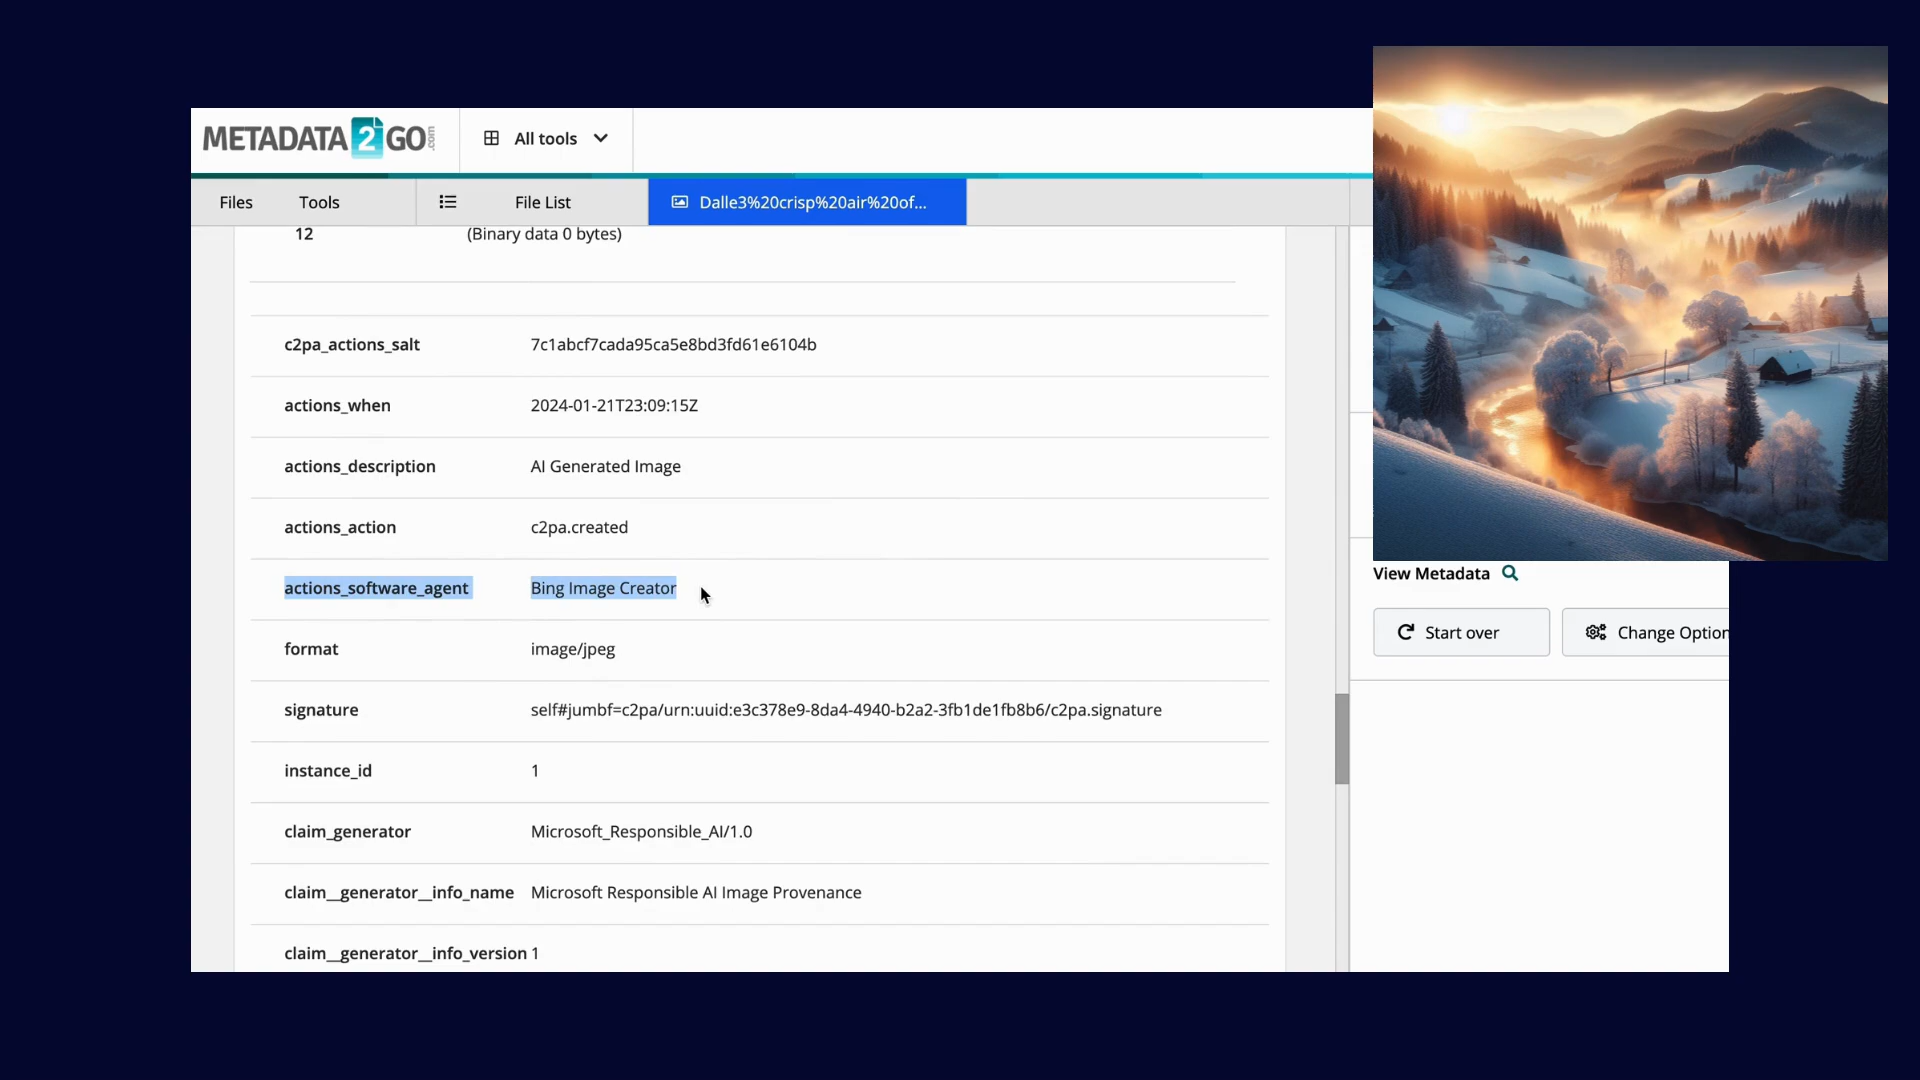 METADATA2GO.com
All tools
Files
Tools
File List
Dalle3%20crisp%20air%20of...
12 (Binary data 0 bytes)
c2pa_actions_salt 7c1abcf7cada95ca5e8bd3fd61e6104b
actions_when 2024-01-21T23:09:15Z
actions_description AI Generated Image
actions_action c2pa.created
actions_software_agent Bing Image Creator
format image/jpeg
signature self#jumbf=c2pa/urn:uuid:e3c378e9-8da4-4940-b2a2-3fb1de1fb8b6/c2pa.signature
instance_id 1
claim_generator Microsoft_Responsible_AI/1.0
claim__generator__info_name Microsoft Responsible AI Image Provenance
claim__generator__info_version 1
View Metadata
Start over
Change Option